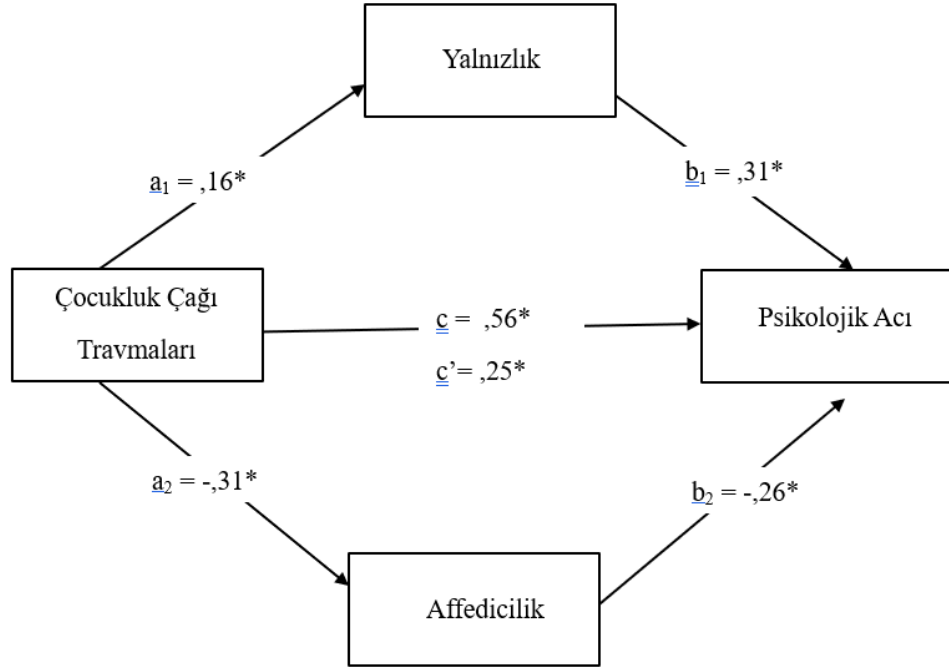 Yalnızlık
a₁ = ,16*
b₁ = ,31*
Çocukluk Çağı
Travmaları
c = ,56*
c’= ,25*
Psikolojik Acı
a₂ = -,31*
b₂ = -,26*
Affedicilik